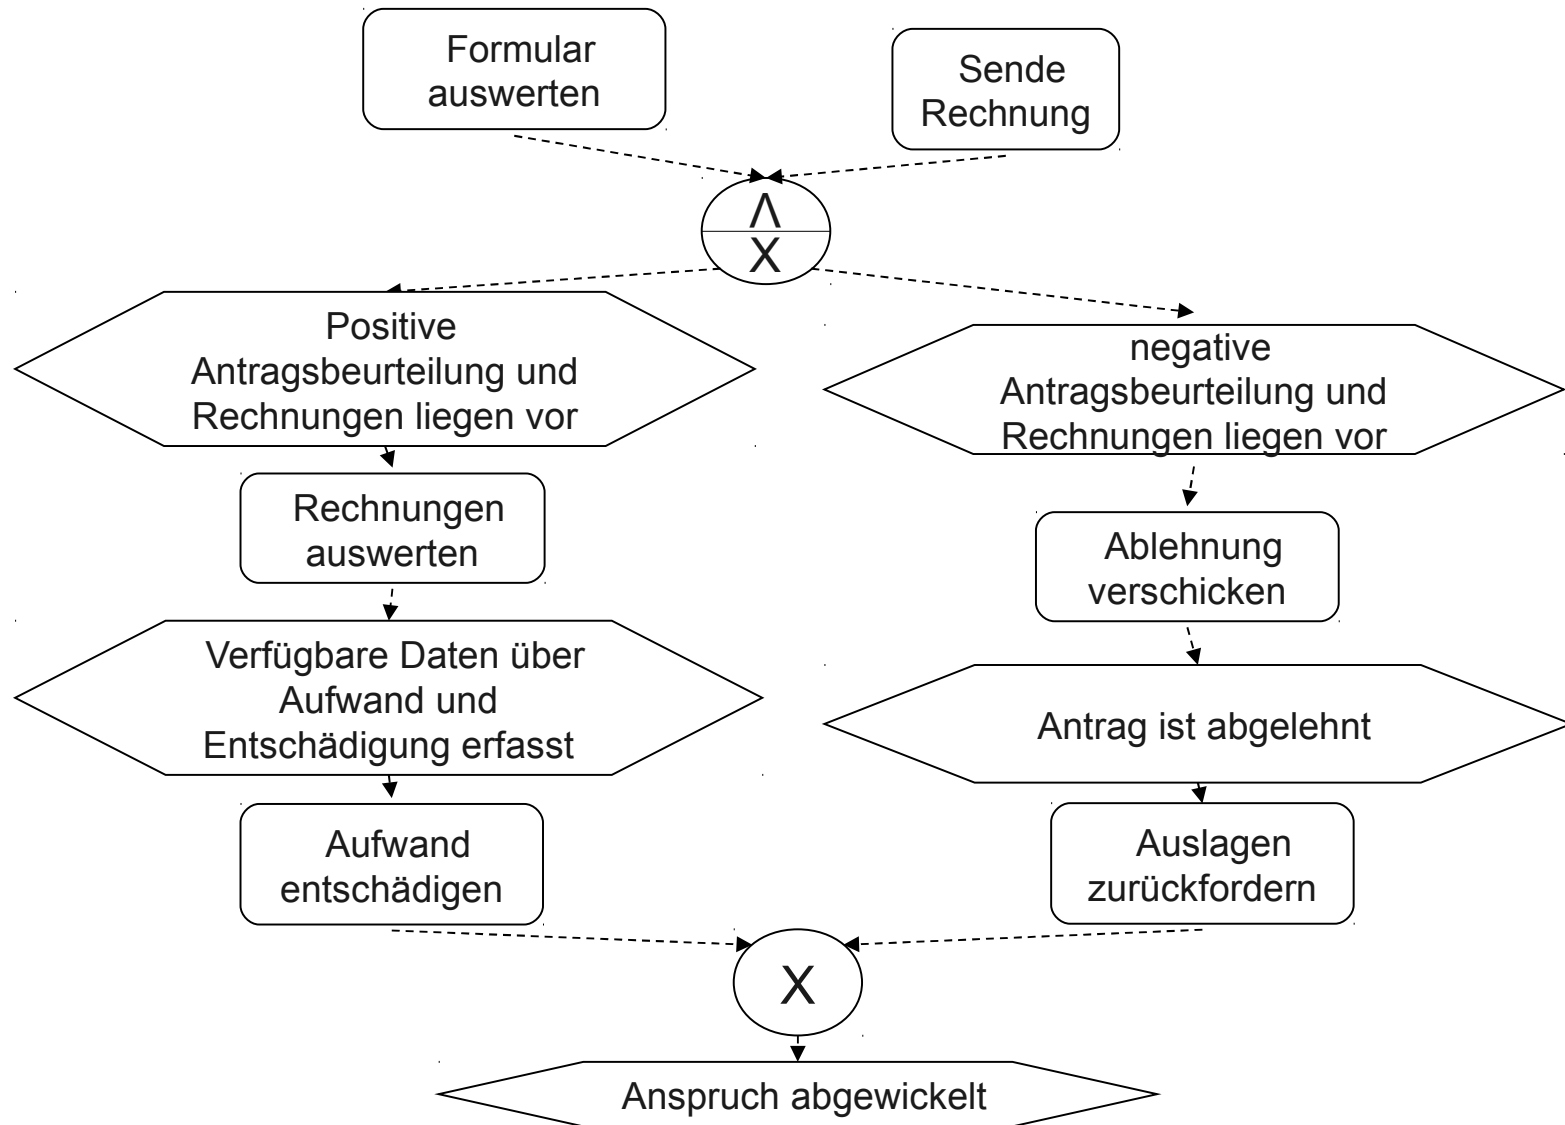 Formular
auswerten
Sende
Rechnung
Λ
X
Positive
Antragsbeurteilung und
Rechnungen liegen vor
negative
Antragsbeurteilung und
Rechnungen liegen vor
Rechnungen
auswerten
Ablehnung
verschicken
Verfügbare Daten über
Aufwand und
Entschädigung erfasst
Antrag ist abgelehnt
Aufwand
entschädigen
Auslagen
zurückfordern
X
Anspruch abgewickelt